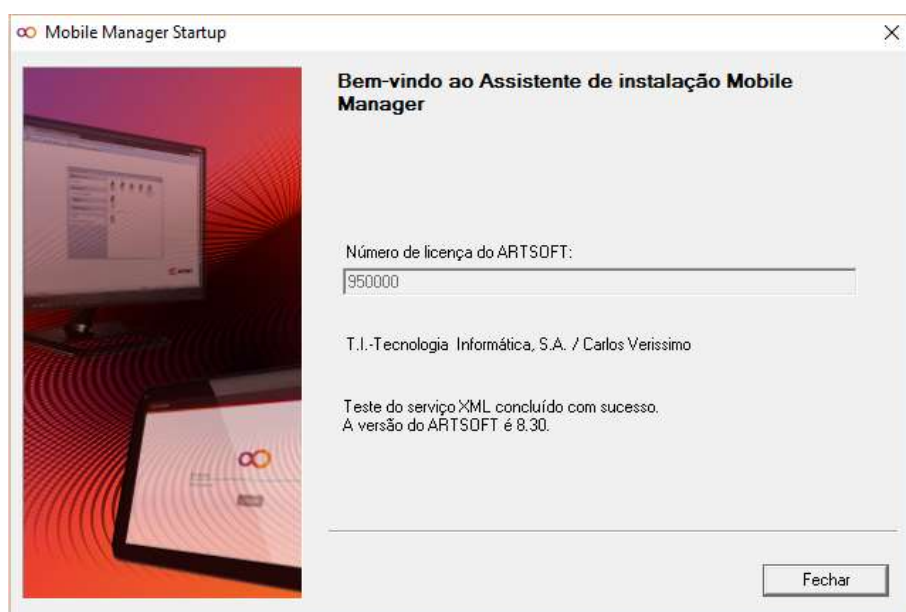 Mobile Manager Startup
Bem-vindo ao Assistente de instalação Mobile
Manager
Número de licença do ARTSOFT:
950000
T.I.-Tecnologia Informática, S.A. / Carlos Verissimo
Teste do serviço XML concluído com sucesso.
A versão do ARTSOFT é 8.30.
Fechar